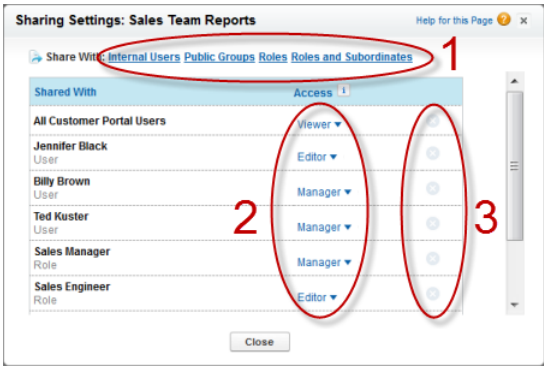 Sharing Settings: Sales Team Reports Help for this Page ? x
Share With: Internal Users Public Groups Roles Roles and Subordinates 1
Shared With Access i
All Customer Portal Users Viewer
Jennifer Black
User Editor
Billy Brown
User Manager
2 3
Ted Kuster
User Manager
Sales Manager
Role Manager
Sales Engineer
Role Editor
Close